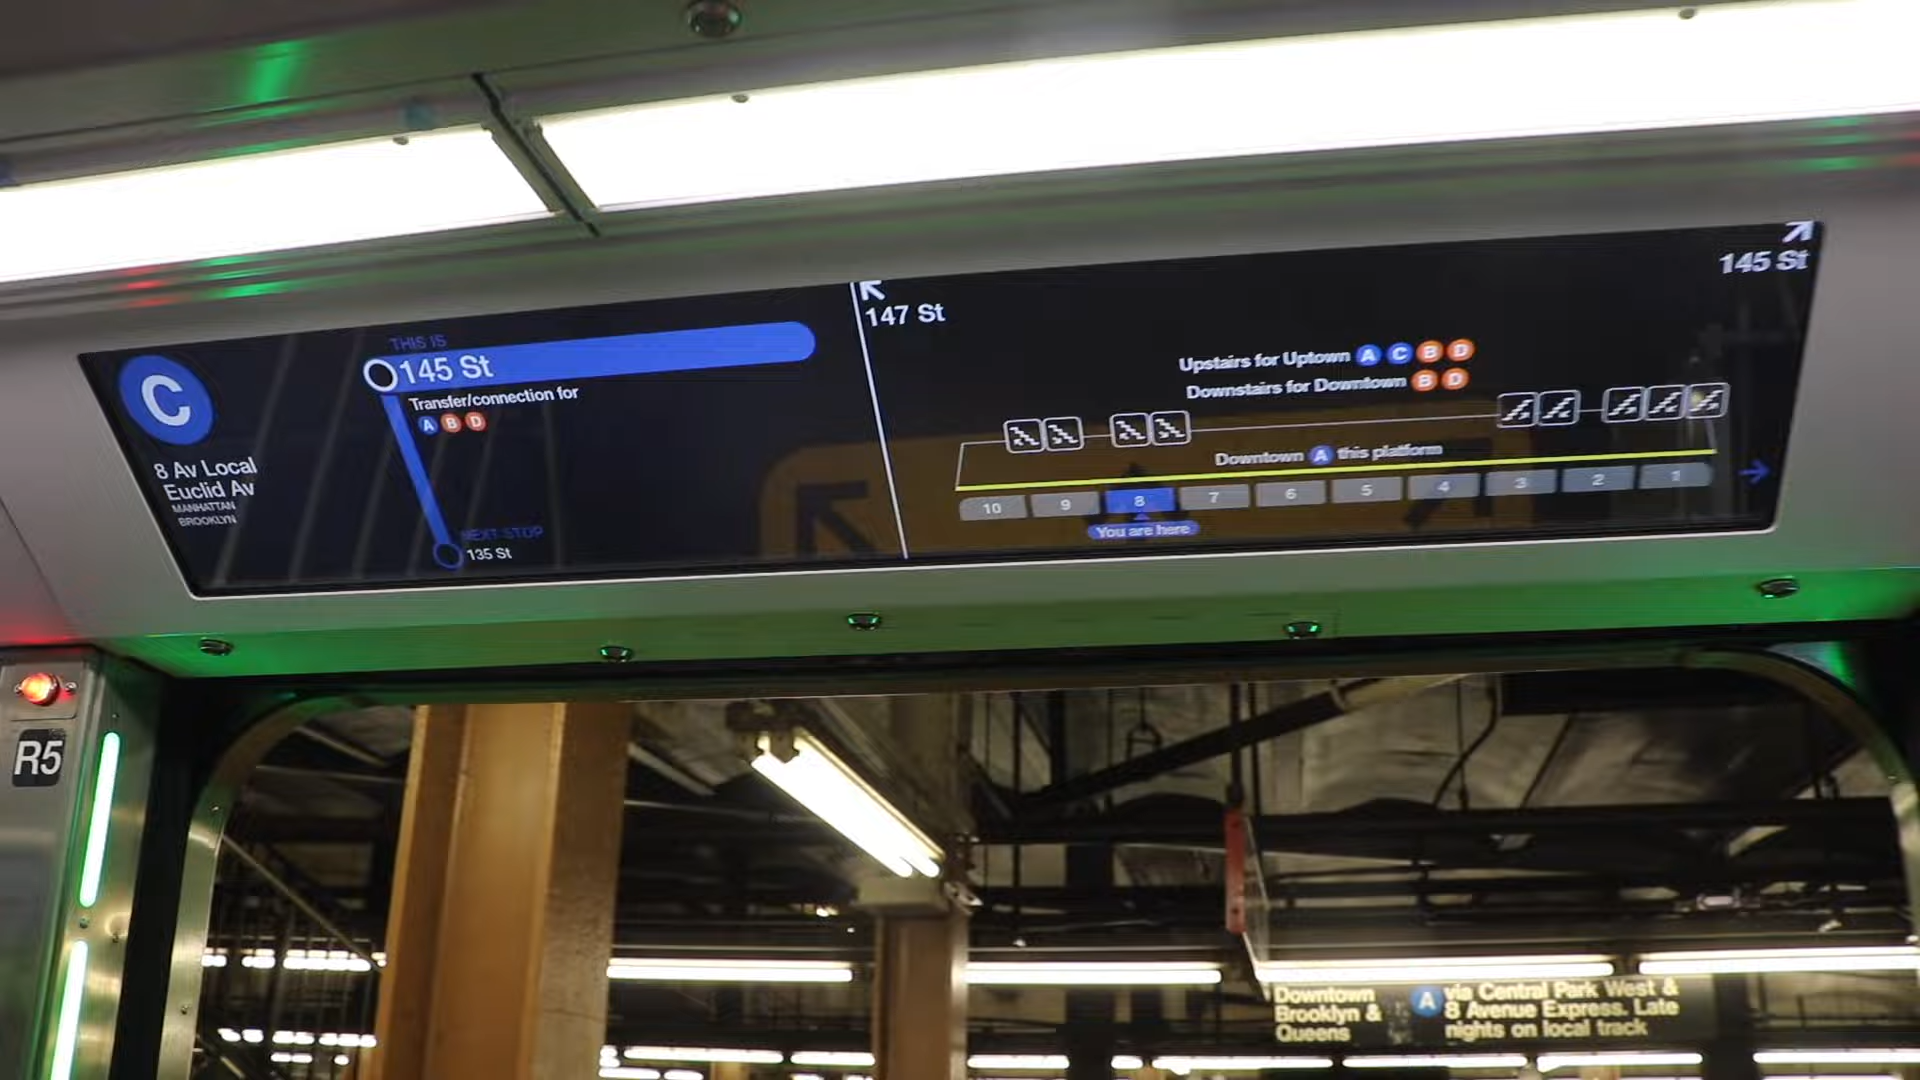 C
8 Av Local
Euclid Av
MANHATTAN
BROOKLYN
THIS IS
145 St
Transfer/connection for
A B D
NEXT STOP
135 St
147 St
145 St
Upstairs for Uptown A C B D
Downstairs for Downtown B D
Downtown A this platform
10 9 8 7 6 5 4 3 2 1
You are here
R5
Downtown
Brooklyn &
Queens
A
via Central Park West &
8 Avenue Express. Late
nights on local track